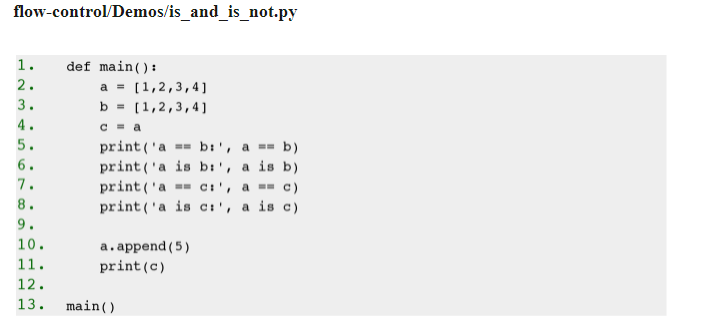 flow-control/Demos/is_and_is_not.py
1. def main():
2.     a = [1,2,3,4]
3.     b = [1,2,3,4]
4.     c = a
5.     print('a == b:', a == b)
6.     print('a is b:', a is b)
7.     print('a == c:', a == c)
8.     print('a is c:', a is c)
9.
10.     a.append(5)
11.     print(c)
12.
13. main()